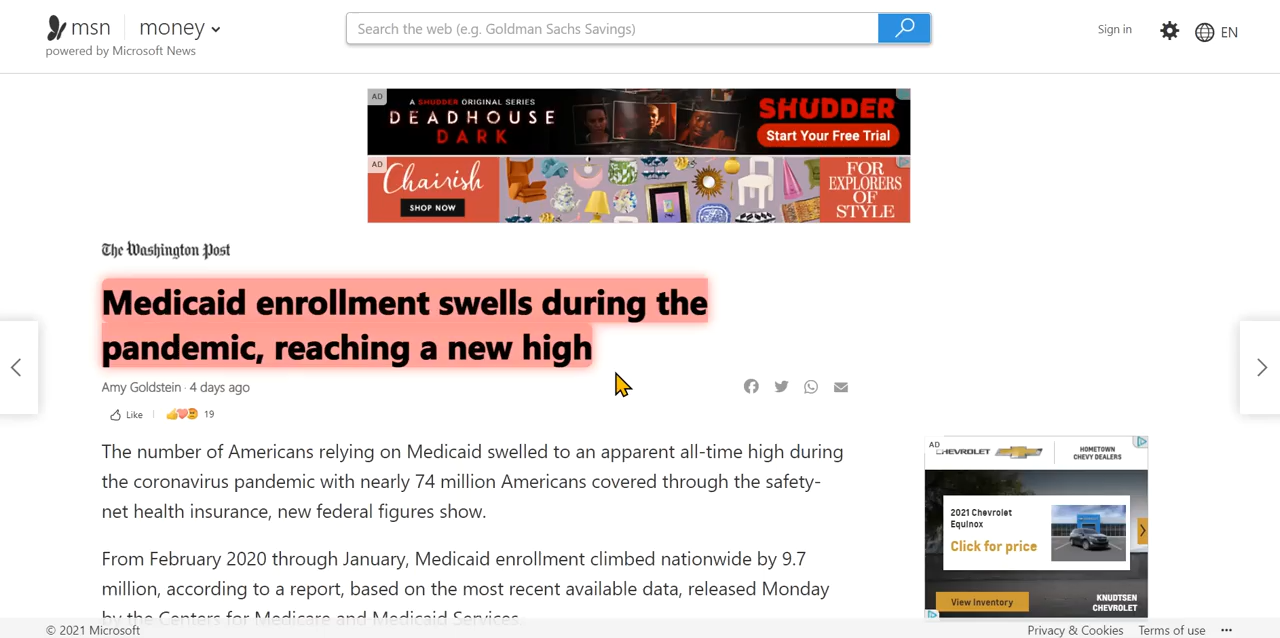 msn
money
powered by Microsoft News
Search the web (e.g. Goldman Sachs Savings)
Sign in
EN
AD
A SHUDDER ORIGINAL SERIES
DEADHOUSE
DARK
SHUDDER
Start Your Free Trial
AD
Chairish
SHOP NOW
FOR
EXPLORERS
OF
STYLE
The Washington Post
Medicaid enrollment swells during the
pandemic, reaching a new high
Amy Goldstein · 4 days ago
Like
19
The number of Americans relying on Medicaid swelled to an apparent all-time high during
the coronavirus pandemic with nearly 74 million Americans covered through the safety-
net health insurance, new federal figures show.
From February 2020 through January, Medicaid enrollment climbed nationwide by 9.7
million, according to a report, based on the most recent available data, released Monday
by the Centers for Medicare and Medicaid Services.
AD
CHEVROLET
HOMETOWN
CHEVY DEALERS
2021 Chevrolet
Equinox
Click for price
View Inventory
KNUDTSEN
CHEVROLET
© 2021 Microsoft
Privacy & Cookies
Terms of use
...